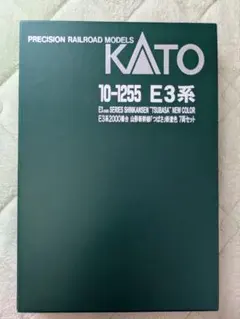 PRECISION RAILROAD MODELS
KATO
10-1255 E3系
E3-2000 SERIES SHINKANSEN "TSUBASA" NEW COLOR
E3系2000番台 山形新幹線「つばさ」新塗色 7両セット